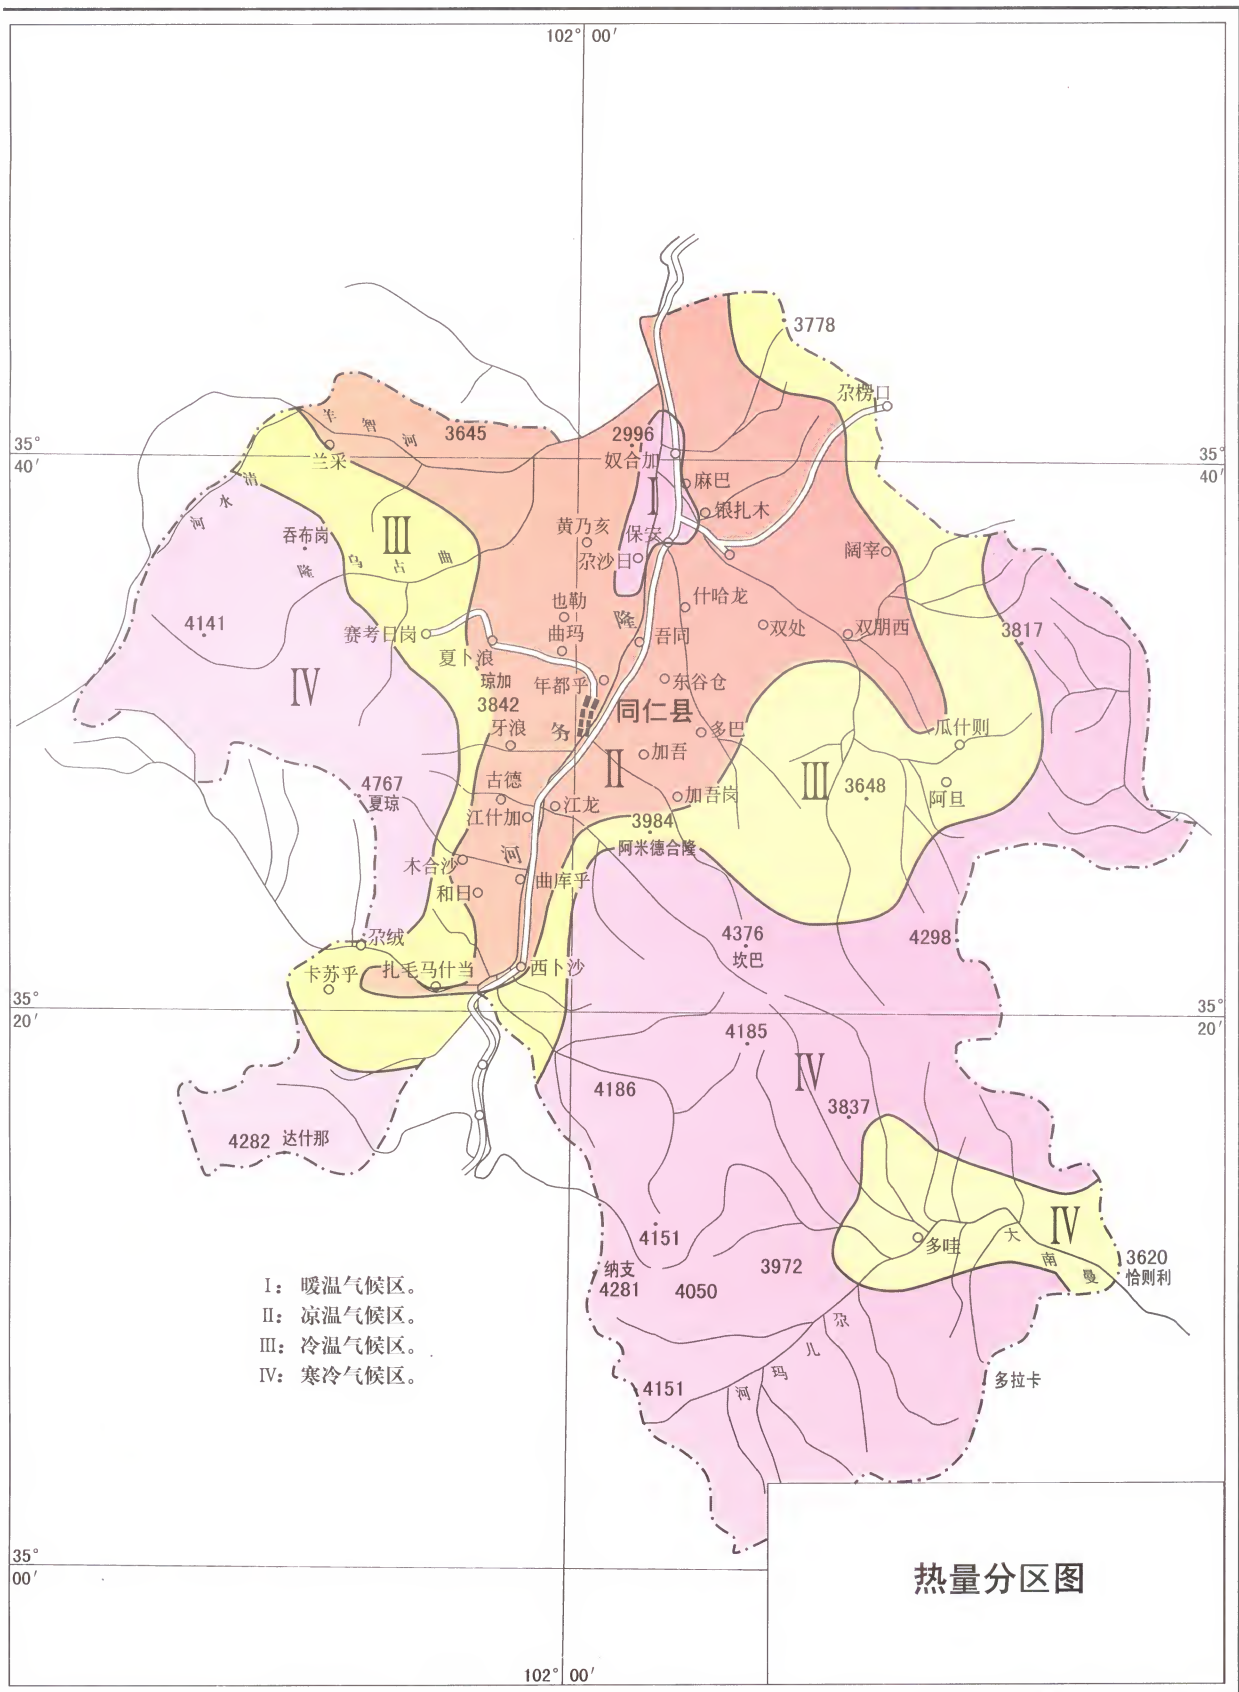 102° 00′
3778
尕楞口
羊智河
3645
2996
35°
40′
35°
40′
兰采
奴合加
清水河
麻巴
I
银扎木
吞布岗
III
黄乃亥
保安
隆乌古曲
尕沙日
阔宰
也勒
什哈龙
4141
赛考日岗
曲玛
隆
吾同
双处
双朋西
3817
夏卜浪
IV
琼加
年都乎
东谷仓
3842
同仁县
牙浪
务
多巴
瓜什则
加吾
II
III
4767
夏琼
古德
3648
阿旦
江什加
江龙
加吾岗
3984
阿米德合隆
木合沙
河
和日
曲库乎
4376
坎巴
4298
尕绒
卡苏乎
扎毛马什当
西卜沙
35°
20′
35°
20′
4185
IV
4186
3837
4282 达什那
4151
多哇
大南曼
IV
3620
恰则利
纳支
4281
4050
3972
I：暖温气候区。
II：凉温气候区。
III：冷温气候区。
IV：寒冷气候区。
尕儿玛河
4151
多拉卡
35°
00′
热量分区图
102° 00′